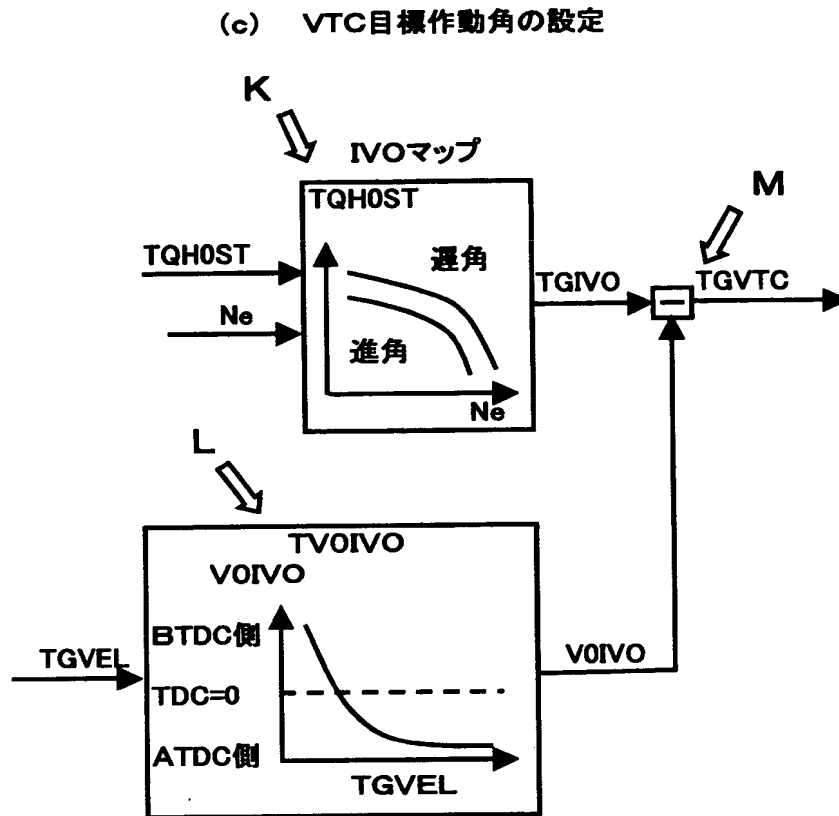 (c) VTC目標作動角の設定
K
IVOマップ
M
TQH0ST
TQH0ST
遅角
TGIVO
TGVTC
Ne
進角
Ne
L
TV0IVO
V0IVO
BTDC側
TGVEL
V0IVO
TDC=0
ATDC側
TGVEL